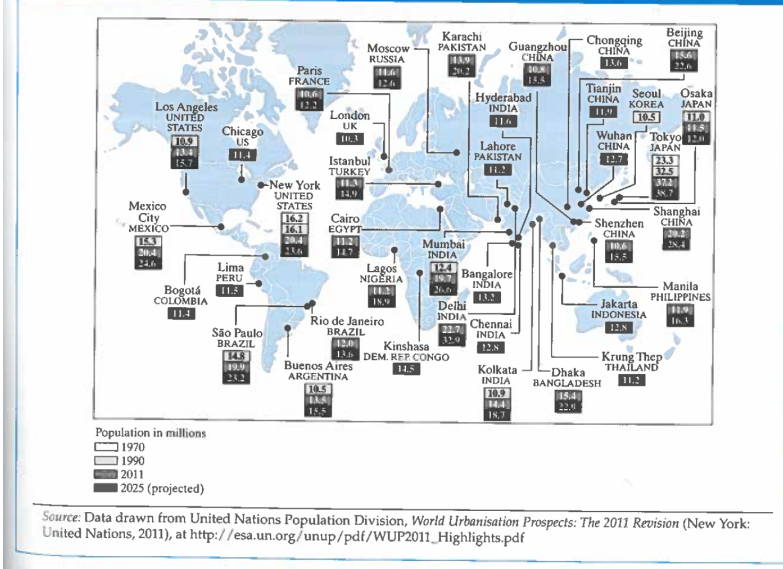 Moscow
RUSSIA
11.6
12.6
Karachi
PAKISTAN
13.9
20.2
Guangzhou
CHINA
10.8
15.5
Chongqing
CHINA
13.6
Beijing
CHINA
15.6
22.6
Paris
FRANCE
10.6
12.2
Los Angeles
UNITED
STATES
10.9
13.4
15.7
Chicago
US
11.4
London
UK
10.3
Hyderabad
INDIA
11.6
Tianjin
CHINA
11.9
Seoul
KOREA
10.5
Osaka
JAPAN
11.0
11.5
12.0
Lahore
PAKISTAN
11.2
Wuhan
CHINA
12.7
Tokyo
JAPAN
23.3
32.5
37.2
38.7
Istanbul
TURKEY
11.3
14.9
New York
UNITED
STATES
16.2
16.1
20.4
23.6
Mexico
City
MEXICO
15.3
20.4
24.6
Cairo
EGYPT
11.2
14.7
Shanghai
CHINA
20.2
28.4
Shenzhen
CHINA
10.6
15.5
Mumbai
INDIA
12.4
19.7
26.6
Lima
PERU
11.5
Lagos
NIGERIA
11.2
18.9
Bangalore
INDIA
13.2
Bogotá
COLOMBIA
11.4
Manila
PHILIPPINES
11.9
16.3
Jakarta
INDONESIA
12.8
Delhi
INDIA
22.7
32.9
Chennai
INDIA
12.8
Rio de Janeiro
BRAZIL
12.0
13.6
São Paulo
BRAZIL
14.8
19.9
23.2
Kinshasa
DEM. REP. CONGO
14.5
Buenos Aires
ARGENTINA
10.5
13.5
15.5
Krung Thep
THAILAND
11.2
Kolkata
INDIA
10.9
14.4
18.7
Dhaka
BANGLADESH
15.4
22.9
Population in millions
1970
1990
2011
2025 (projected)
Source: Data drawn from United Nations Population Division, World Urbanisation Prospects: The 2011 Revision (New York:
United Nations, 2011), at http://esa.un.org/unup/pdf/WUP2011_Highlights.pdf